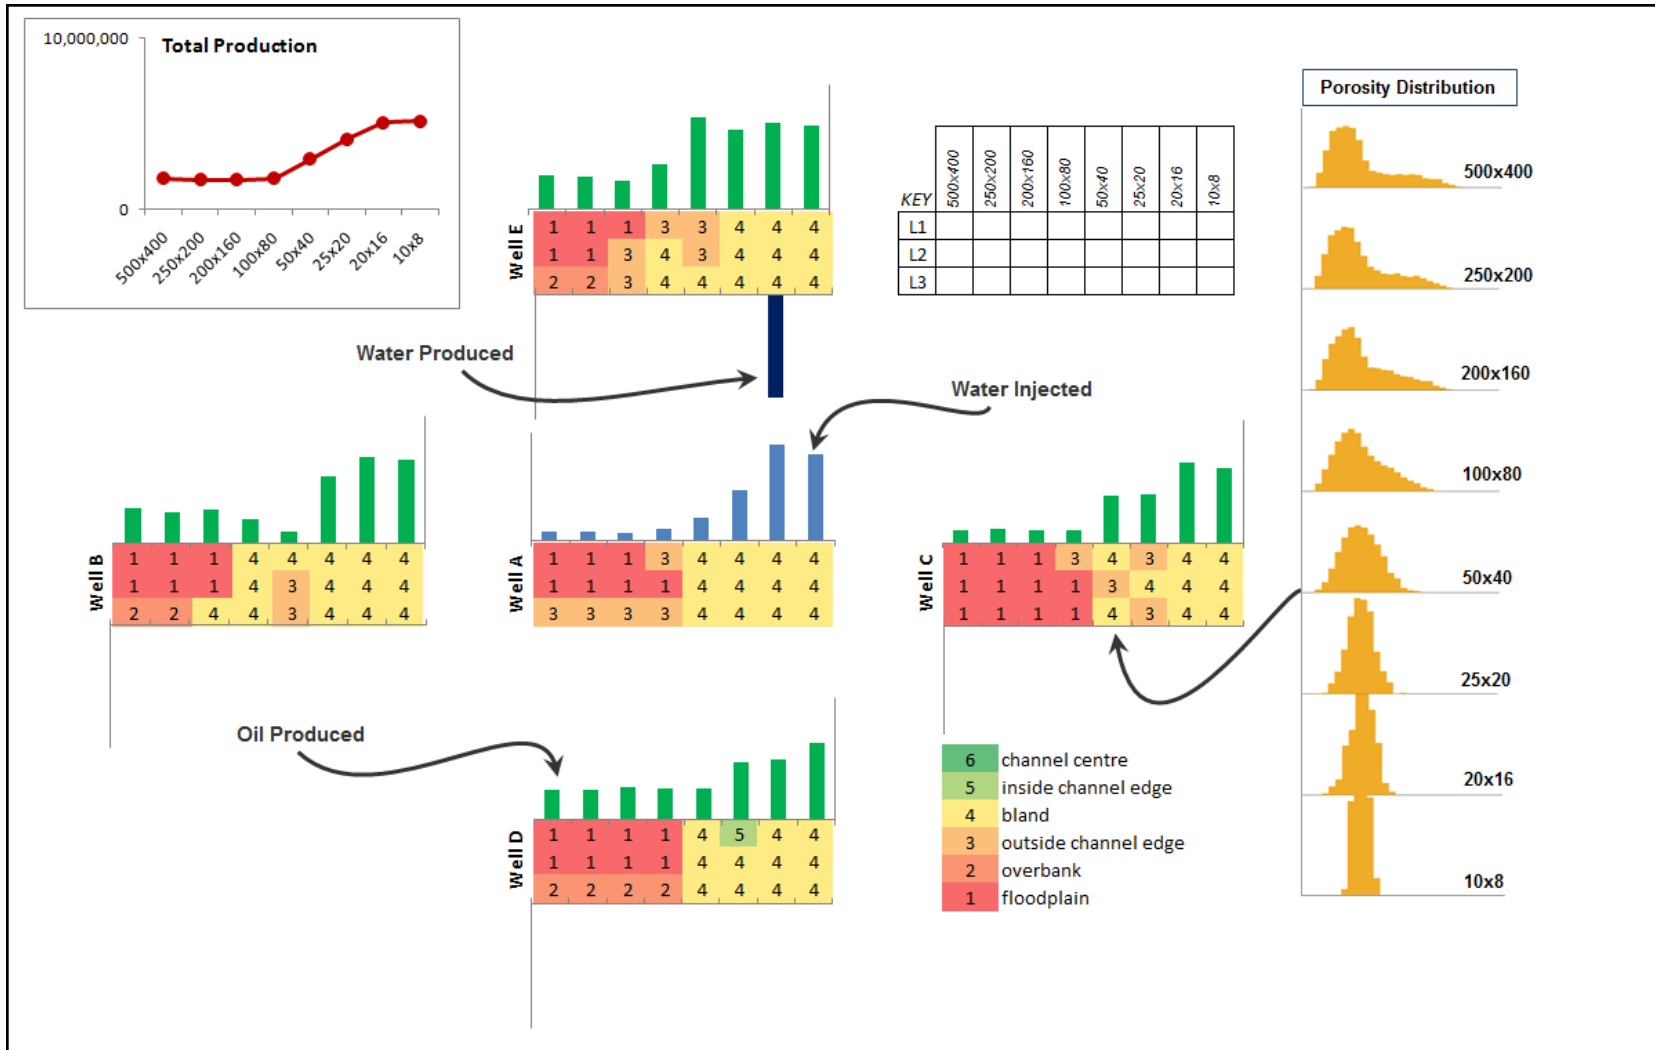 10,000,000
Total Production
0
500x400 250x200 200x160 100x80 50x40 25x20 20x16 10x8
Well E
1 1 1 3 3 4 4 4
1 1 3 4 3 4 4 4
2 2 3 4 4 4 4 4
KEY 500x400 250x200 200x160 100x80 50x40 25x20 20x16 10x8
L1
L2
L3
Porosity Distribution
500x400
250x200
200x160
100x80
50x40
25x20
20x16
10x8
Water Produced
Water Injected
Well B
1 1 1 4 4 4 4 4
1 1 1 4 3 4 4 4
2 2 4 4 3 4 4 4
Well A
1 1 1 3 4 4 4 4
1 1 1 1 4 4 4 4
3 3 3 3 4 4 4 4
Well C
1 1 1 3 4 3 4 4
1 1 1 1 3 4 4 4
1 1 1 1 4 3 4 4
Oil Produced
Well D
1 1 1 1 4 5 4 4
1 1 1 1 4 4 4 4
2 2 2 2 4 4 4 4
6 channel centre
5 inside channel edge
4 bland
3 outside channel edge
2 overbank
1 floodplain